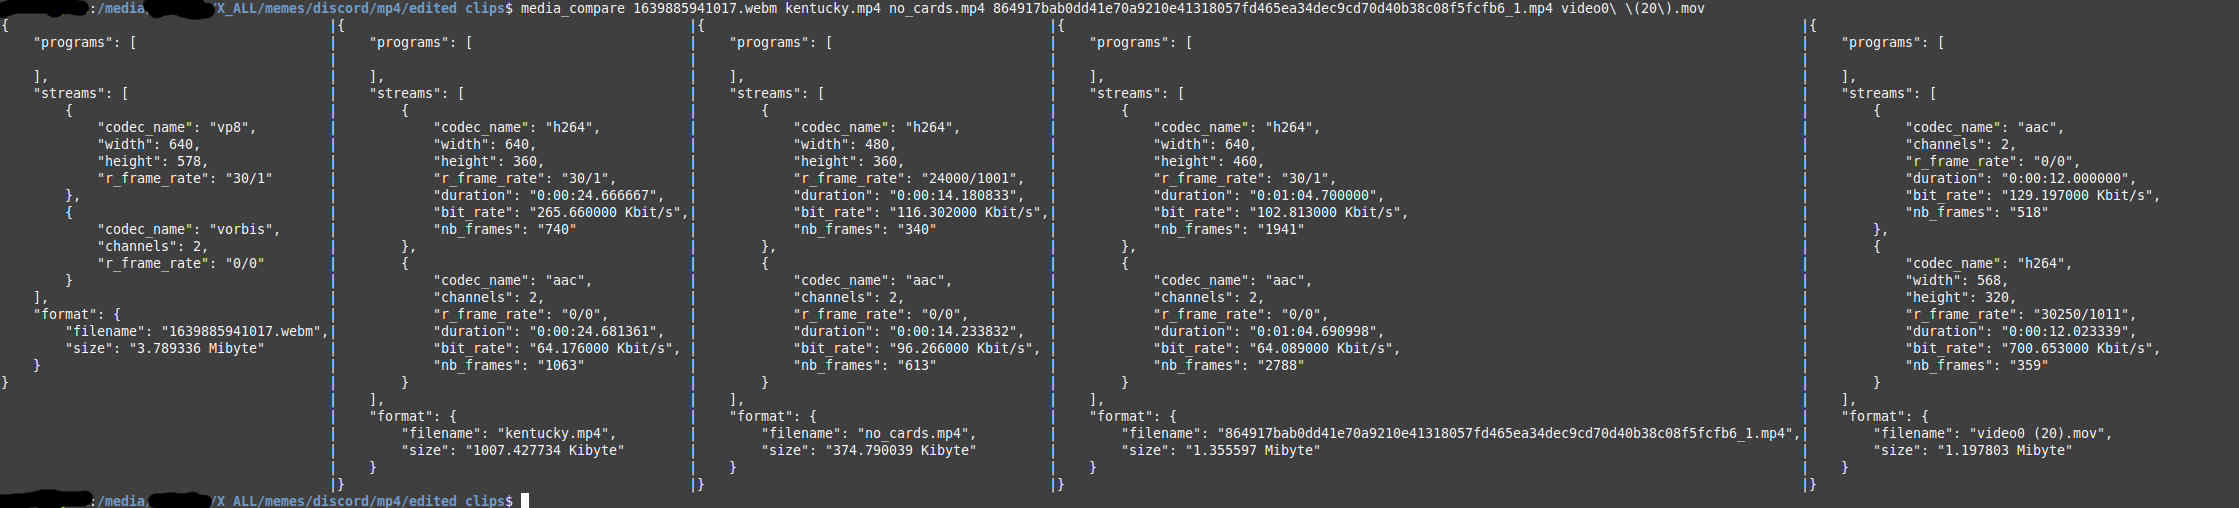 :/media/ /X_ALL/memes/discord/mp4/edited clips$ media_compare 1639885941017.webm kentucky.mp4 no_cards.mp4 864917bab0dd41e70a9210e41318057fd465ea34dec9cd70d40b38c08f5fcfb6_1.mp4 video0\ \(20\).mov
{ |{ |{ |{ |{
"programs": [ | "programs": [ | "programs": [ | "programs": [ | "programs": [
| | | |
], | ], | ], | ], | ],
"streams": [ | "streams": [ | "streams": [ | "streams": [ | "streams": [
{ | { | { | { | {
"codec_name": "vp8", | "codec_name": "h264", | "codec_name": "h264", | "codec_name": "h264", | "codec_name": "aac",
"width": 640, | "width": 640, | "width": 480, | "width": 640, | "channels": 2,
"height": 578, | "height": 360, | "height": 360, | "height": 460, | "r_frame_rate": "0/0",
"r_frame_rate": "30/1" | "r_frame_rate": "30/1", | "r_frame_rate": "24000/1001", | "r_frame_rate": "30/1", | "duration": "0:00:12.000000",
}, | "duration": "0:00:24.666667", | "duration": "0:00:14.180833", | "duration": "0:01:04.700000", | "bit_rate": "129.197000 Kbit/s",
{ | "bit_rate": "265.660000 Kbit/s",| "bit_rate": "116.302000 Kbit/s",| "bit_rate": "102.813000 Kbit/s", | "nb_frames": "518"
"codec_name": "vorbis", | "nb_frames": "740" | "nb_frames": "340" | "nb_frames": "1941" | },
"channels": 2, | }, | }, | }, | {
"r_frame_rate": "0/0" | { | { | { | "codec_name": "h264",
} | "codec_name": "aac", | "codec_name": "aac", | "codec_name": "aac", | "width": 568,
], | "channels": 2, | "channels": 2, | "channels": 2, | "height": 320,
"format": { | "r_frame_rate": "0/0", | "r_frame_rate": "0/0", | "r_frame_rate": "0/0", | "r_frame_rate": "30250/1011",
"filename": "1639885941017.webm",| "duration": "0:00:24.681361", | "duration": "0:00:14.233832", | "duration": "0:01:04.690998", | "duration": "0:00:12.023339",
"size": "3.789336 Mibyte" | "bit_rate": "64.176000 Kbit/s", | "bit_rate": "96.266000 Kbit/s", | "bit_rate": "64.089000 Kbit/s", | "bit_rate": "700.653000 Kbit/s",
} | "nb_frames": "1063" | "nb_frames": "613" | "nb_frames": "2788" | "nb_frames": "359"
} | } | } | } | }
| ], | ], | ], | ],
| "format": { | "format": { | "format": { | "format": {
| "filename": "kentucky.mp4", | "filename": "no_cards.mp4", | "filename": "864917bab0dd41e70a9210e41318057fd465ea34dec9cd70d40b38c08f5fcfb6_1.mp4",| "filename": "video0 (20).mov",
| "size": "1007.427734 Kibyte" | "size": "374.790039 Kibyte" | "size": "1.355597 Mibyte" | "size": "1.197803 Mibyte"
| } | } | } | }
|} |} |} |}
:/media/ /X_ALL/memes/discord/mp4/edited clips$